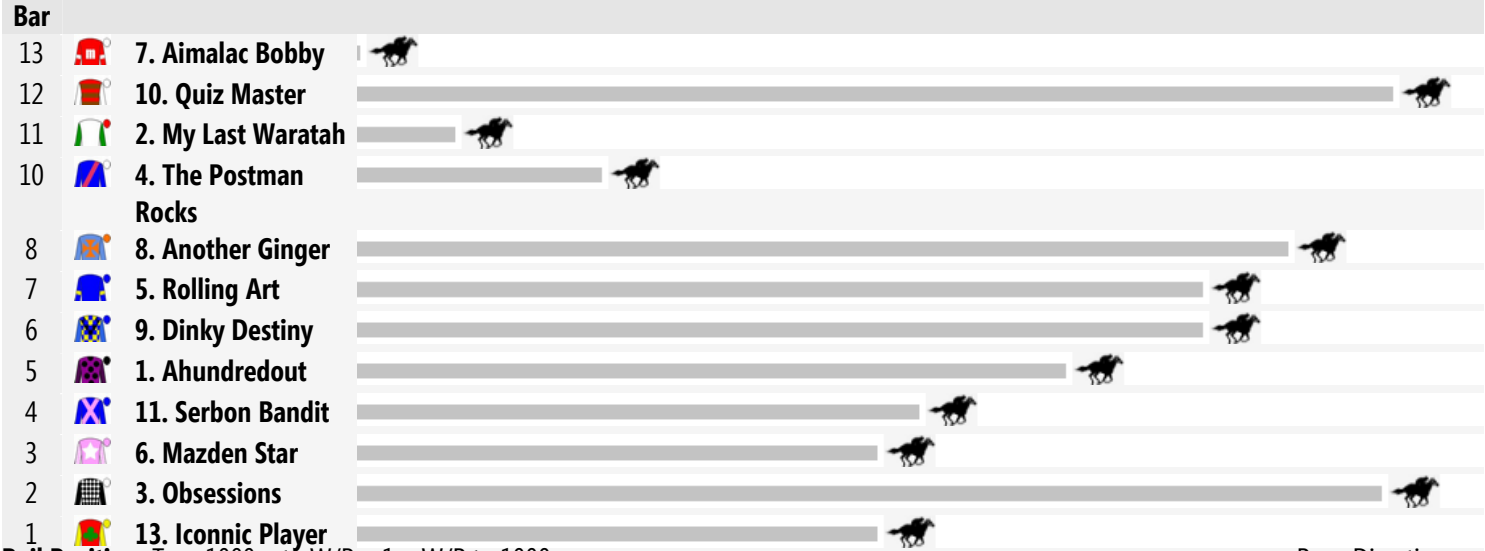 Bar
13 7. Aimalac Bobby
12 10. Quiz Master
11 2. My Last Waratah
10 4. The Postman
Rocks
8 8. Another Ginger
7 5. Rolling Art
6 9. Dinky Destiny
5 1. Ahundredout
4 11. Serbon Bandit
3 6. Mazden Star
2 3. Obsessions
1 13. Iconnic Player